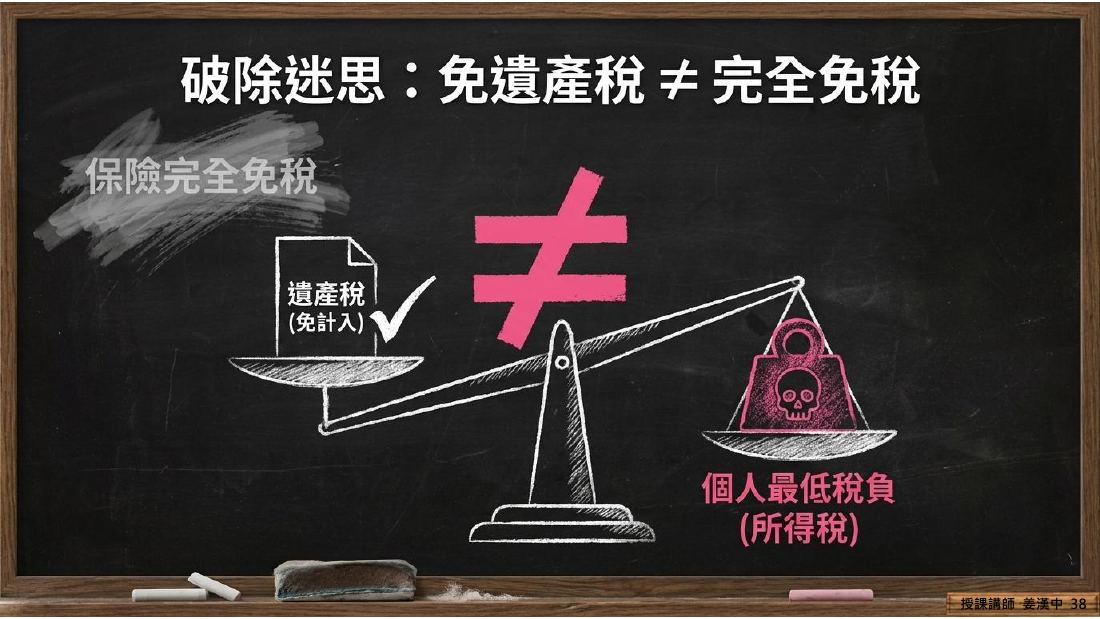 破除迷思：免遺產稅 ≠ 完全免稅
保險完全免稅
≠
遺產稅
(免計入)
個人最低稅負
(所得稅)
授課講師 姜漢中 38